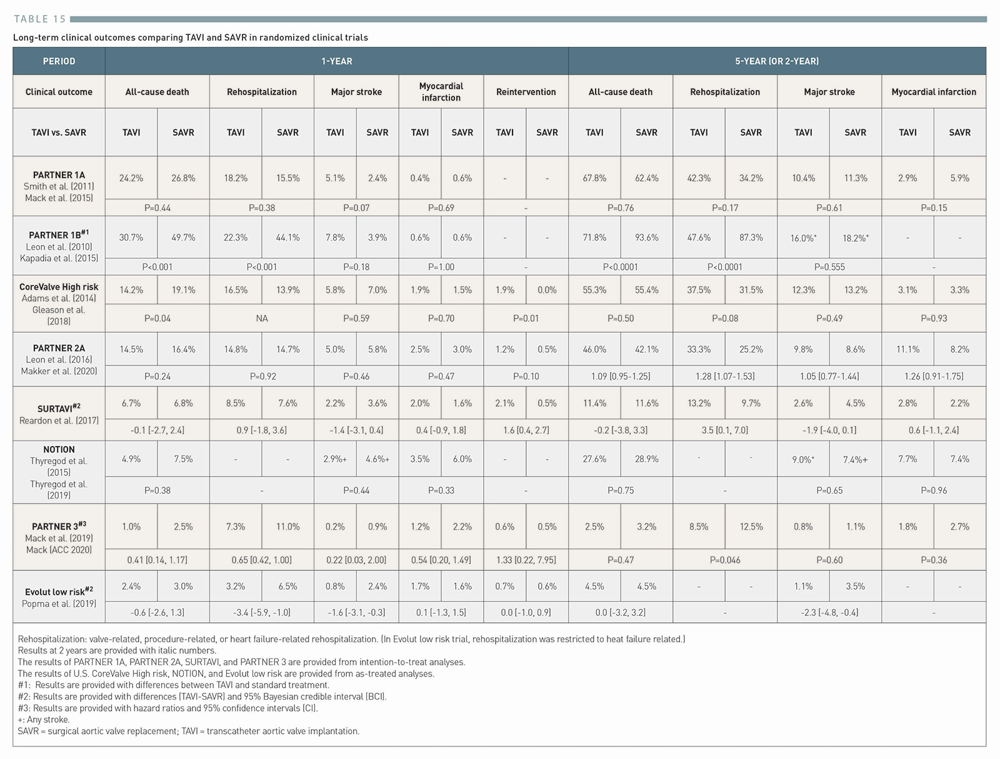 TABLE 15
Long-term clinical outcomes comparing TAVI and SAVR in randomized clinical trials
PERIOD 1-YEAR 5-YEAR (OR 2-YEAR)
Clinical outcome All-cause death Rehospitalization Major stroke Myocardial infarction Reintervention All-cause death Rehospitalization Major stroke Myocardial infarction
TAVI vs. SAVR TAVI SAVR TAVI SAVR TAVI SAVR TAVI SAVR TAVI SAVR TAVI SAVR TAVI SAVR TAVI SAVR TAVI SAVR
PARTNER 1A
Smith et al. (2011)
Mack et al. (2015)
24.2% 26.8% 18.2% 15.5% 5.1% 2.4% 0.4% 0.6% - - 67.8% 62.4% 42.3% 34.2% 10.4% 11.3% 2.9% 5.9%
P=0.44 P=0.38 P=0.07 P=0.69 - P=0.76 P=0.17 P=0.61 P=0.15
PARTNER 1B#1
Leon et al. (2010)
Kapadia et al. (2015)
30.7% 49.7% 22.3% 44.1% 7.8% 3.9% 0.6% 0.6% - - 71.8% 93.6% 47.6% 87.3% 16.0%+ 18.2%+ - -
P<0.001 P<0.001 P=0.18 P=1.00 - P<0.0001 P<0.0001 P=0.555 -
CoreValve High risk
Adams et al. (2014)
Gleason et al.
(2018)
14.2% 19.1% 16.5% 13.9% 5.8% 7.0% 1.9% 1.5% 1.9% 0.0% 55.3% 55.4% 37.5% 31.5% 12.3% 13.2% 3.1% 3.3%
P=0.04 NA P=0.59 P=0.70 P=0.01 P=0.50 P=0.08 P=0.49 P=0.93
PARTNER 2A
Leon et al. (2016)
Makker et al. (2020)
14.5% 16.4% 14.8% 14.7% 5.0% 5.8% 2.5% 3.0% 1.2% 0.5% 46.0% 42.1% 33.3% 25.2% 9.8% 8.6% 11.1% 8.2%
P=0.24 P=0.92 P=0.46 P=0.47 P=0.10 1.09 [0.95-1.25] 1.28 [1.07-1.53] 1.05 [0.77-1.44] 1.26 [0.91-1.75]
SURTAVI#2
Reardon et al. (2017)
6.7% 6.8% 8.5% 7.6% 2.2% 3.6% 2.0% 1.6% 2.1% 0.5% 11.4% 11.6% 13.2% 9.7% 2.6% 4.5% 2.8% 2.2%
-0.1 [-2.7, 2.4] 0.9 [-1.8, 3.6] -1.4 [-3.1, 0.4] 0.4 [-0.9, 1.8] 1.6 [0.4, 2.7] -0.2 [-3.8, 3.3] 3.5 [0.1, 7.0] -1.9 [-4.0, 0.1] 0.6 [-1.1, 2.4]
NOTION
Thyregod et al.
(2015)
Thyregod et al.
(2019)
4.9% 7.5% - - 2.9%+ 4.6%+ 3.5% 6.0% - - 27.6% 28.9% - - 9.0%+ 7.4%+ 7.7% 7.4%
P=0.38 - P=0.44 P=0.33 - P=0.75 - P=0.65 P=0.96
PARTNER 3#3
Mack et al. (2019)
Mack (ACC 2020)
1.0% 2.5% 7.3% 11.0% 0.2% 0.9% 1.2% 2.2% 0.6% 0.5% 2.5% 3.2% 8.5% 12.5% 0.8% 1.1% 1.8% 2.7%
0.41 [0.14, 1.17] 0.65 [0.42, 1.00] 0.22 [0.03, 2.00] 0.54 [0.20, 1.49] 1.33 [0.22, 7.95] P=0.47 P=0.046 P=0.60 P=0.36
Evolut low risk#2
Popma et al. (2019)
2.4% 3.0% 3.2% 6.5% 0.8% 2.4% 1.7% 1.6% 0.7% 0.6% 4.5% 4.5% - - 1.1% 3.5% - -
-0.6 [-2.6, 1.3] -3.4 [-5.9, -1.0] -1.6 [-3.1, -0.3] 0.1 [-1.3, 1.5] 0.0 [-1.0, 0.9] 0.0 [-3.2, 3.2] - -2.3 [-4.8, -0.4] -
Rehospitalization: valve-related, procedure-related, or heart failure-related rehospitalization. (In Evolut low risk trial, rehospitalization was restricted to heat failure related.)
Results at 2 years are provided with italic numbers.
The results of PARTNER 1A, PARTNER 2A, SURTAVI, and PARTNER 3 are provided from intention-to-treat analyses.
The results of U.S. CoreValve High risk, NOTION, and Evolut low risk are provided from as-treated analyses.
#1: Results are provided with differences between TAVI and standard treatment.
#2: Results are provided with differences (TAVI-SAVR) and 95% Bayesian credible interval (BCI).
#3: Results are provided with hazard ratios and 95% confidence intervals (CI).
+: Any stroke.
SAVR = surgical aortic valve replacement; TAVI = transcatheter aortic valve implantation.